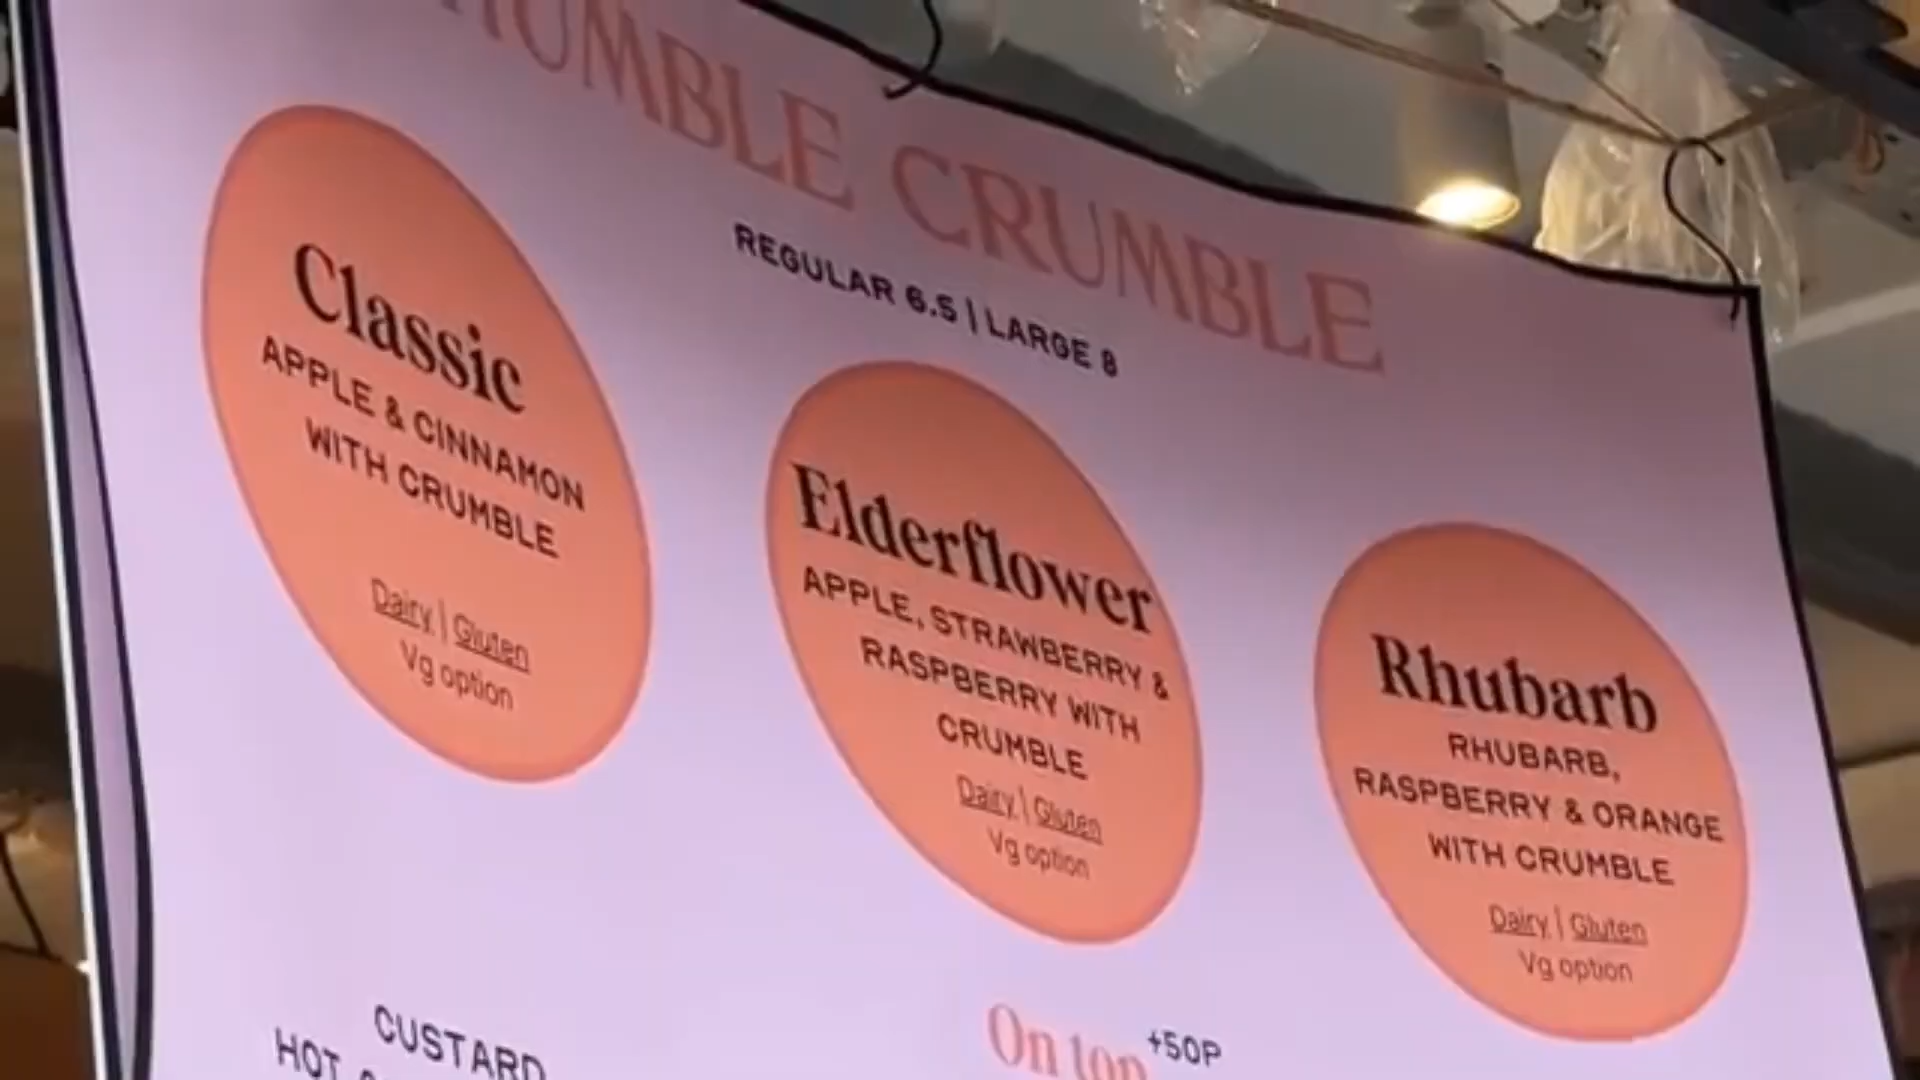 HUMBLE CRUMBLE
REGULAR 6.5 | LARGE 8
Classic
APPLE & CINNAMON
WITH CRUMBLE
Dairy | Gluten
Vg option
Elderflower
APPLE, STRAWBERRY &
RASPBERRY WITH
CRUMBLE
Dairy | Gluten
Vg option
Rhubarb
RHUBARB,
RASPBERRY & ORANGE
WITH CRUMBLE
Dairy | Gluten
Vg option
CUSTARD
HOT
On top +50P